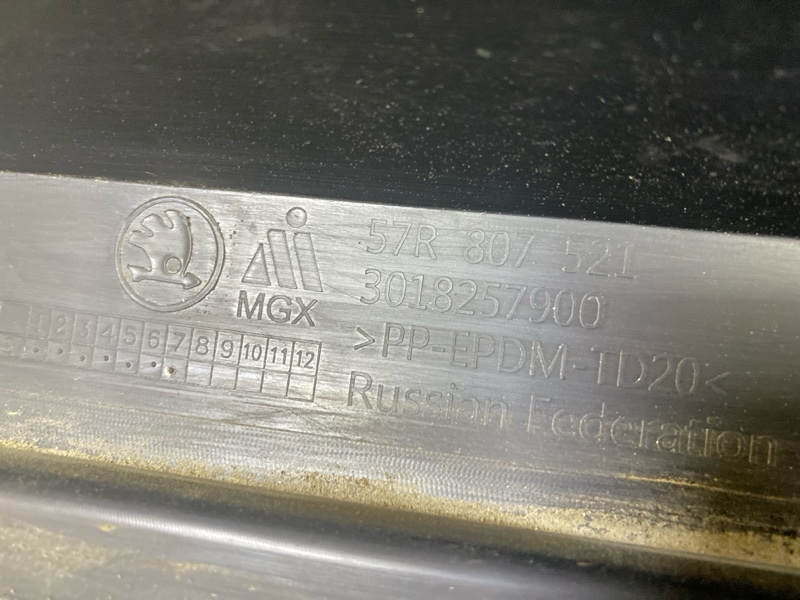 57R 807 521
3018257900
MGX
>PP-EPDM-TD20<
Russian Federation
1 2 3 4 5 6 7 8 9 10 11 12